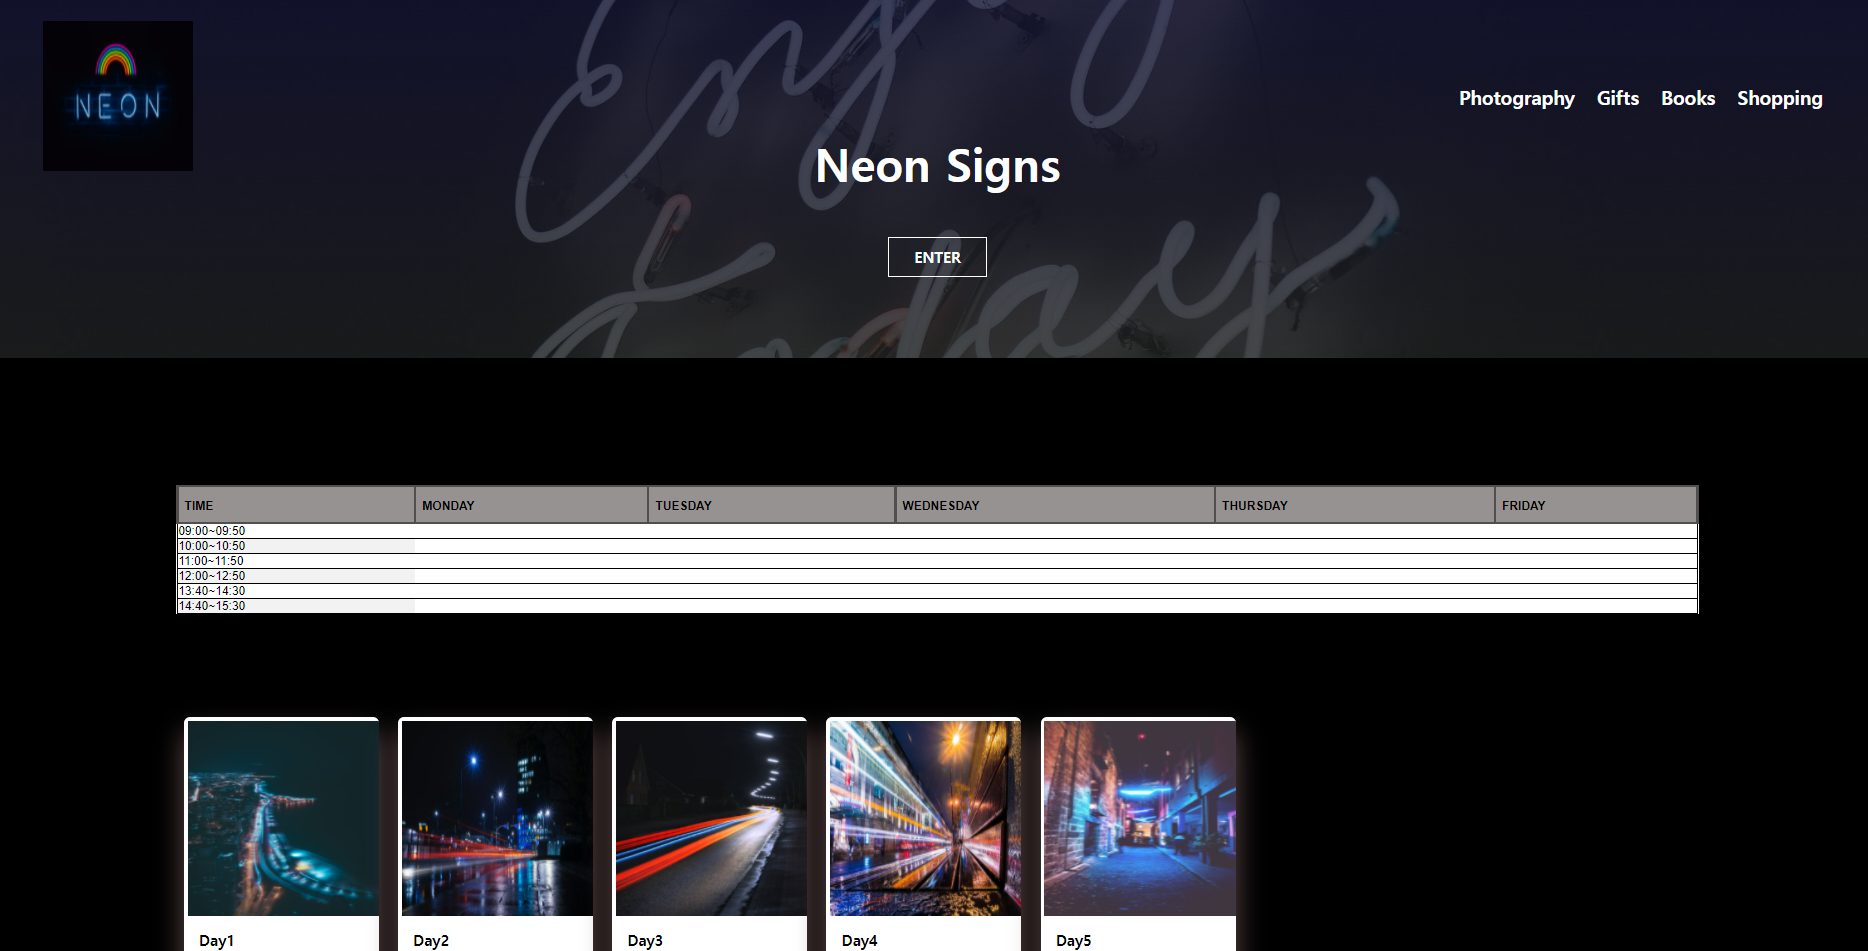 NEON
Photography Gifts Books Shopping
Enjoy
Neon Signs
today
ENTER
TIME MONDAY TUESDAY WEDNESDAY THURSDAY FRIDAY
09:00~09:50
10:00~10:50
11:00~11:50
12:00~12:50
13:40~14:30
14:40~15:30
Day1 Day2 Day3 Day4 Day5